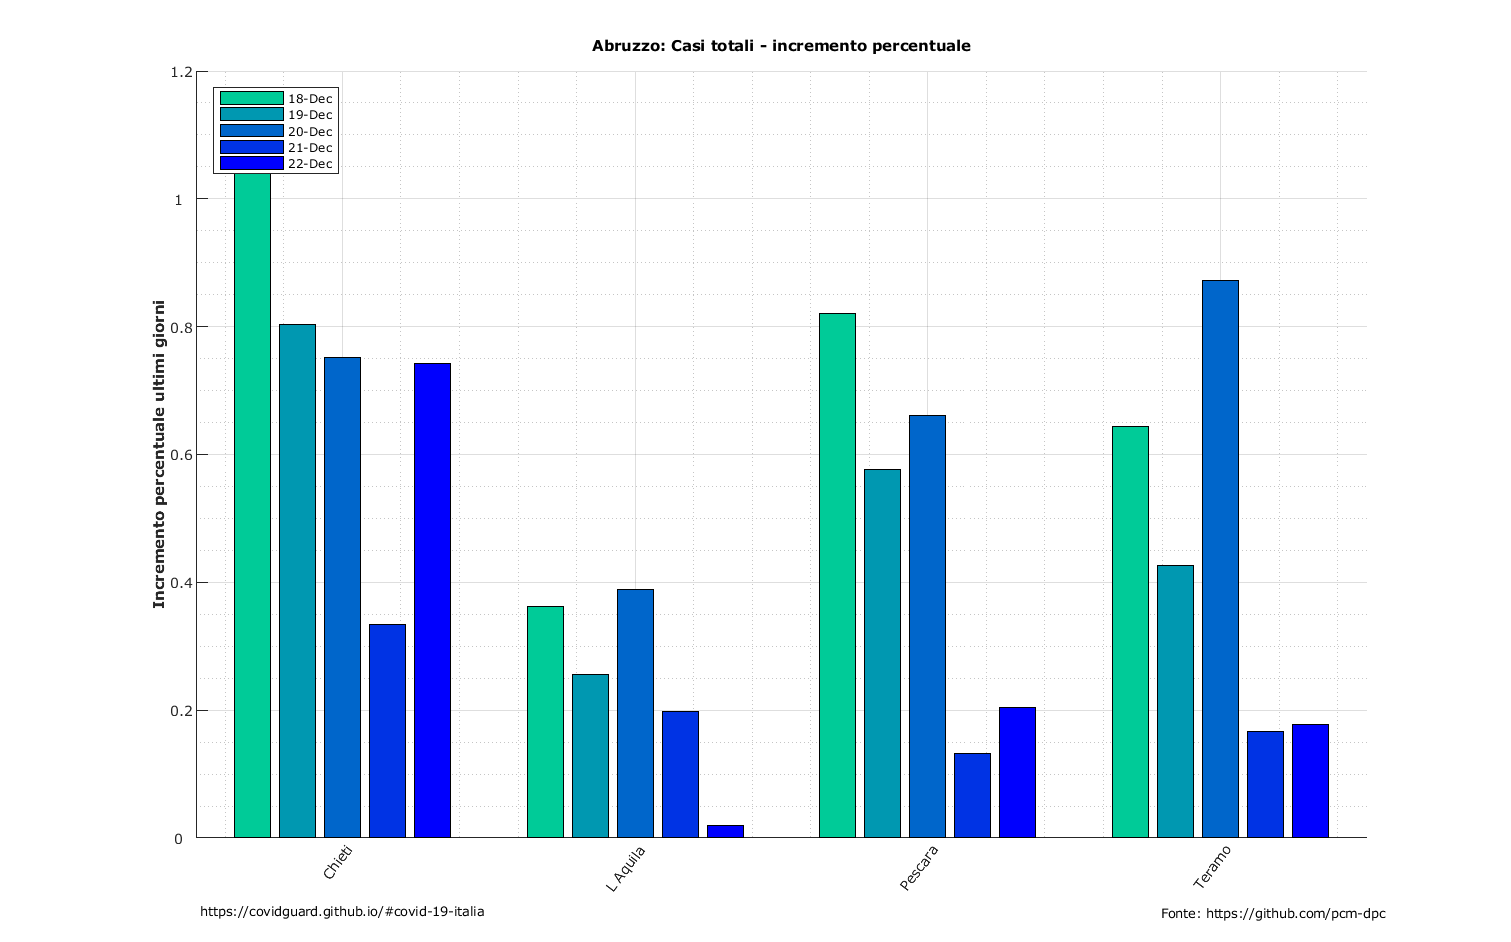 Abruzzo: Casi totali - incremento percentuale
Incremento percentuale ultimi giorni
1.2
1
0.8
0.6
0.4
0.2
0
18-Dec
19-Dec
20-Dec
21-Dec
22-Dec
Chieti
L Aquila
Pescara
Teramo
https://covidguard.github.io/#covid-19-italia
Fonte: https://github.com/pcm-dpc